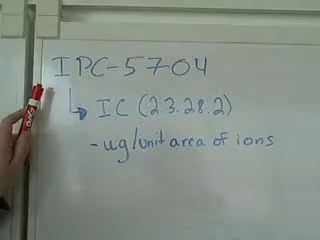 IPC-5704
↳ IC (2.3.28.2)
- ug/unit area of ions